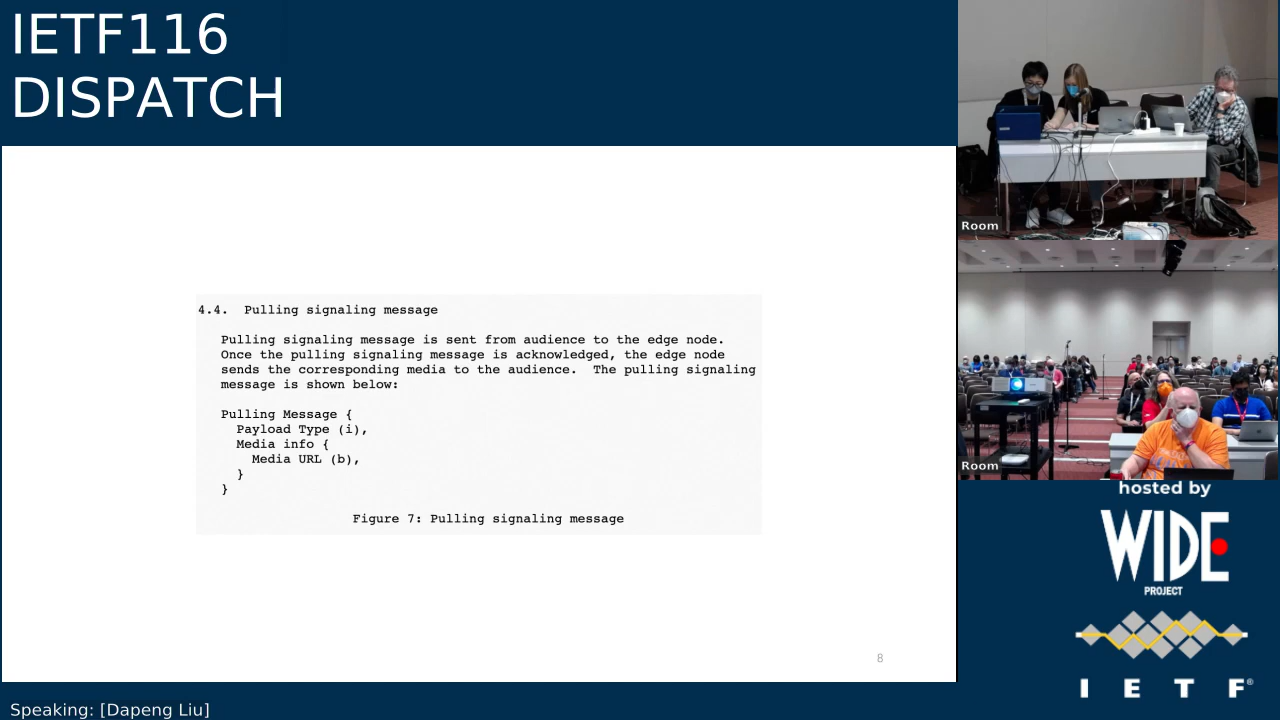 IETF116
DISPATCH
4.4.  Pulling signaling message
Pulling signaling message is sent from audience to the edge node.
Once the pulling signaling message is acknowledged, the edge node
sends the corresponding media to the audience.  The pulling signaling
message is shown below:
Pulling Message {
Payload Type (i),
Media info {
Media URL (b),
}
}
Figure 7: Pulling signaling message
8
Speaking: [Dapeng Liu]
Room
Room
hosted by
WIDE
PROJECT
I E T F®